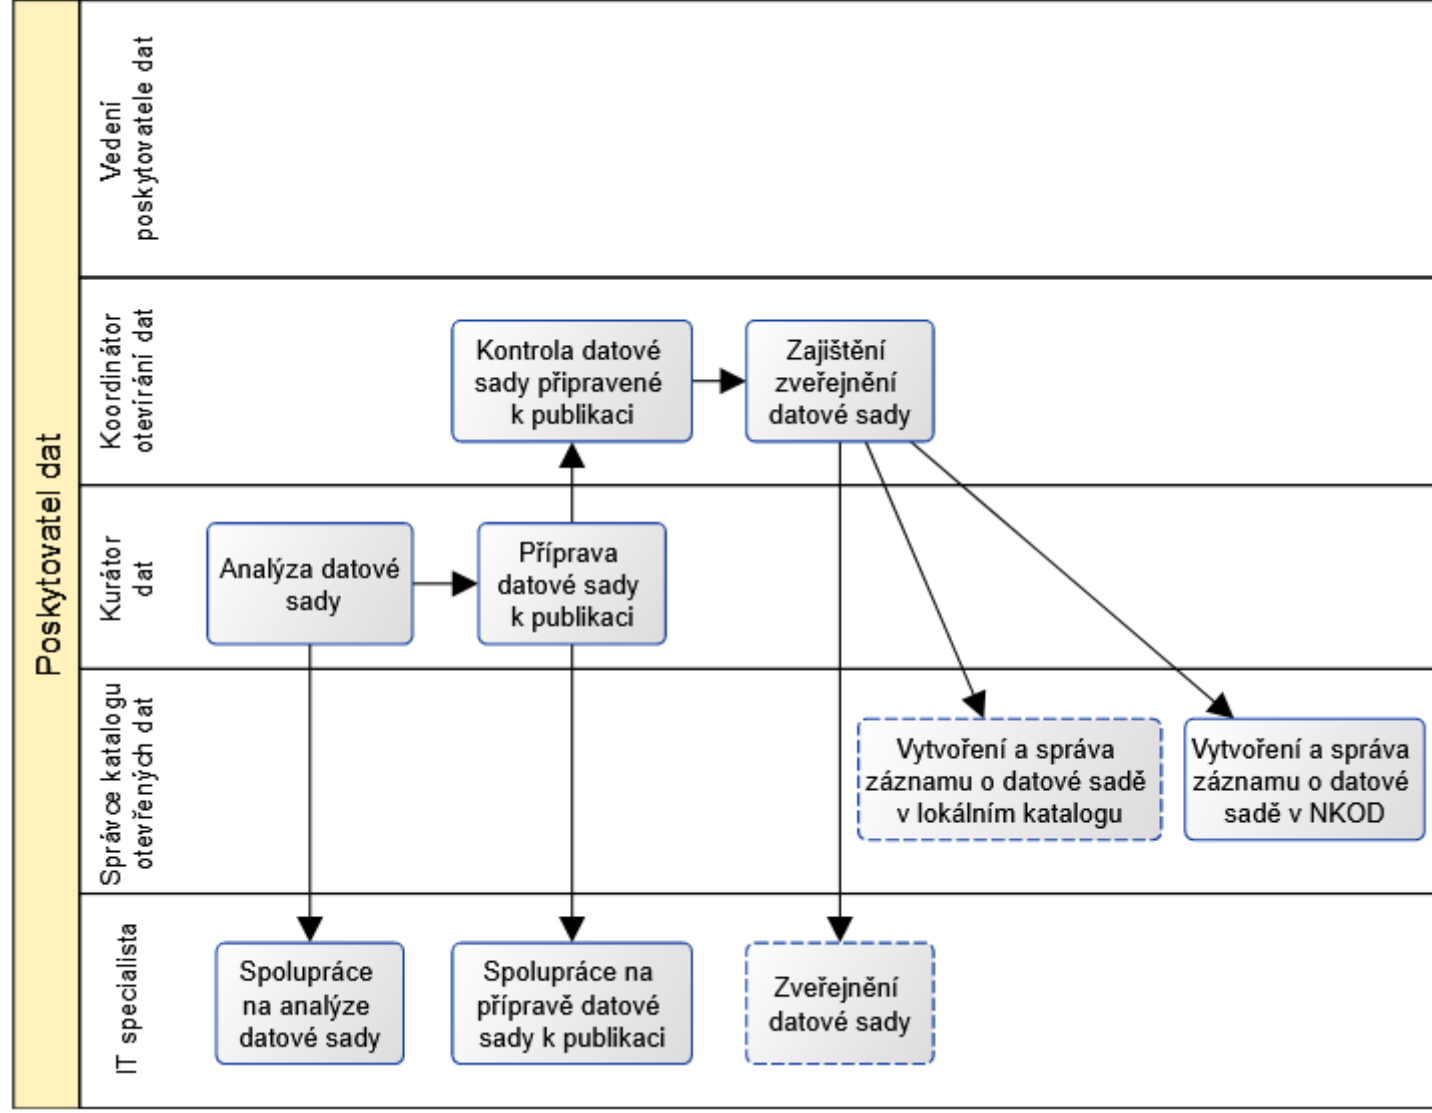 Poskytovatel dat
Vedení
poskytovatele dat
Koordinátor
otevírání dat
Kontrola datové
sady připravené
k publikaci
Zajištění
zveřejnění
datové sady
Kurátor
dat
Analýza datové
sady
Příprava
datové sady
k publikaci
Správce katalogu
otevřených dat
Vytvoření a správa
záznamu o datové sadě
v lokálním katalogu
Vytvoření a správa
záznamu o datové
sadě v NKOD
IT specialista
Spolupráce
na analýze
datové sady
Spolupráce na
přípravě datové
sady k publikaci
Zveřejnění
datové sady